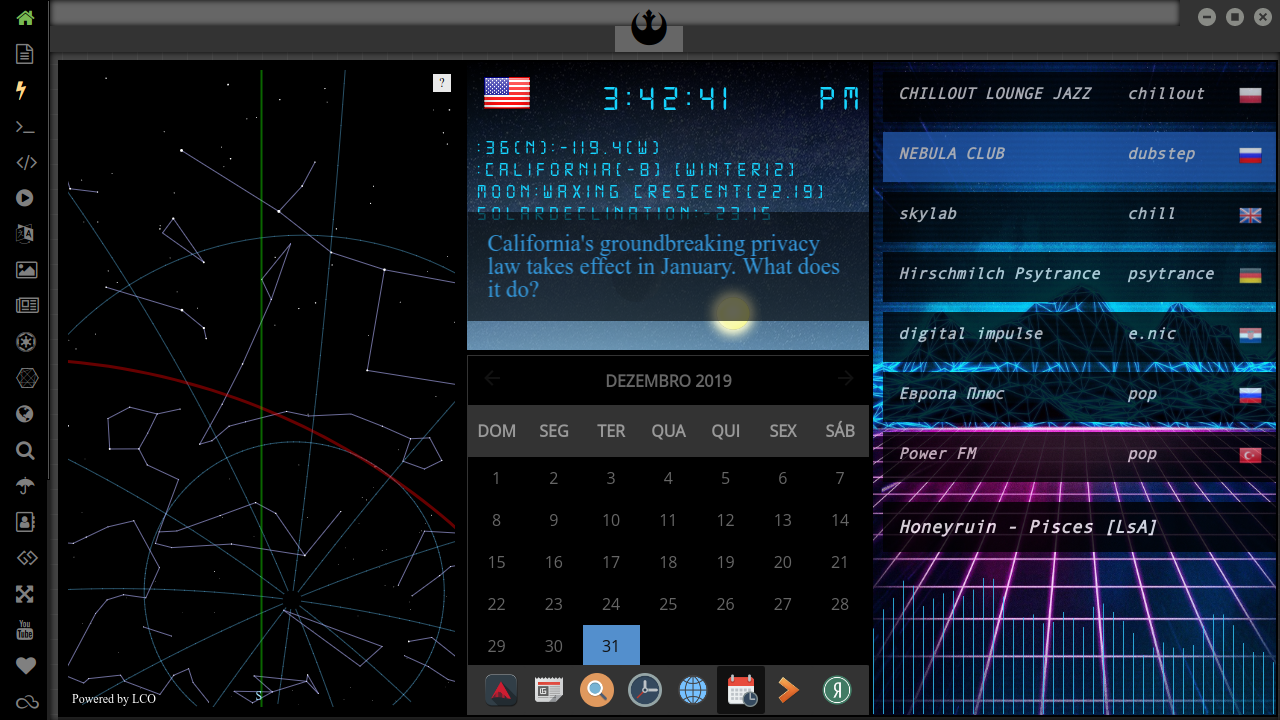 ?
Powered by LCO
S
3:42:41 PM
:36(N):-119.4(W)
:CALIFORNIA[-8] [WINTER12]
MOON:WAXING CRESCENT(22.19)
SOLARDECLINATION:-23.15
California's groundbreaking privacy
law takes effect in January. What does
it do?
DEZEMBRO 2019
DOM SEG TER QUA QUI SEX SÁB
1 2 3 4 5 6 7
8 9 10 11 12 13 14
15 16 17 18 19 20 21
22 23 24 25 26 27 28
29 30 31
CHILLOUT LOUNGE JAZZ chillout
NEBULA CLUB dubstep
skylab chill
Hirschmilch Psytrance psytrance
digital impulse e.nic
Европа Плюс pop
Power FM pop
Honeyruin - Pisces [LsA]
You
Tube
Я